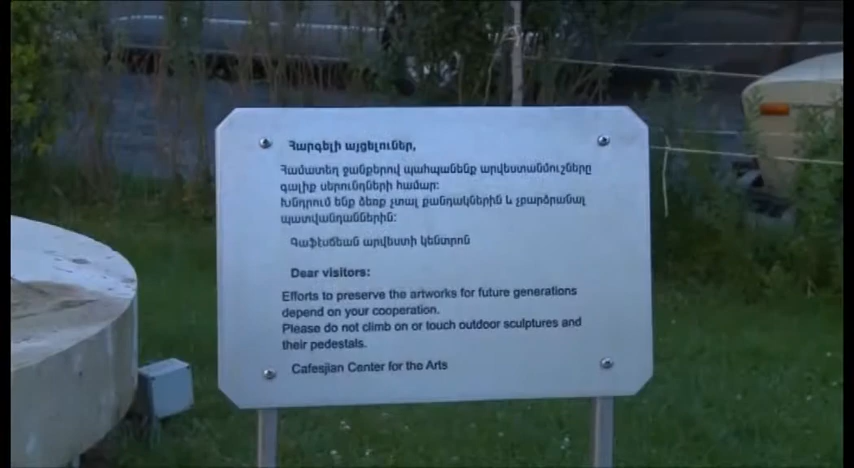 Հարգելի այցելուներ,
Համատեղ ջանքերով պահպանենք արվեստանմուշները
գալիք սերունդների համար:
Խնդրում ենք ձեռք չտալ քանդակներին և չբարձրանալ
պատվանդաններին:
Գաֆէսճեան արվեստի կենտրոն
Dear visitors:
Efforts to preserve the artworks for future generations
depend on your cooperation.
Please do not climb on or touch outdoor sculptures and
their pedestals.
Cafesjian Center for the Arts